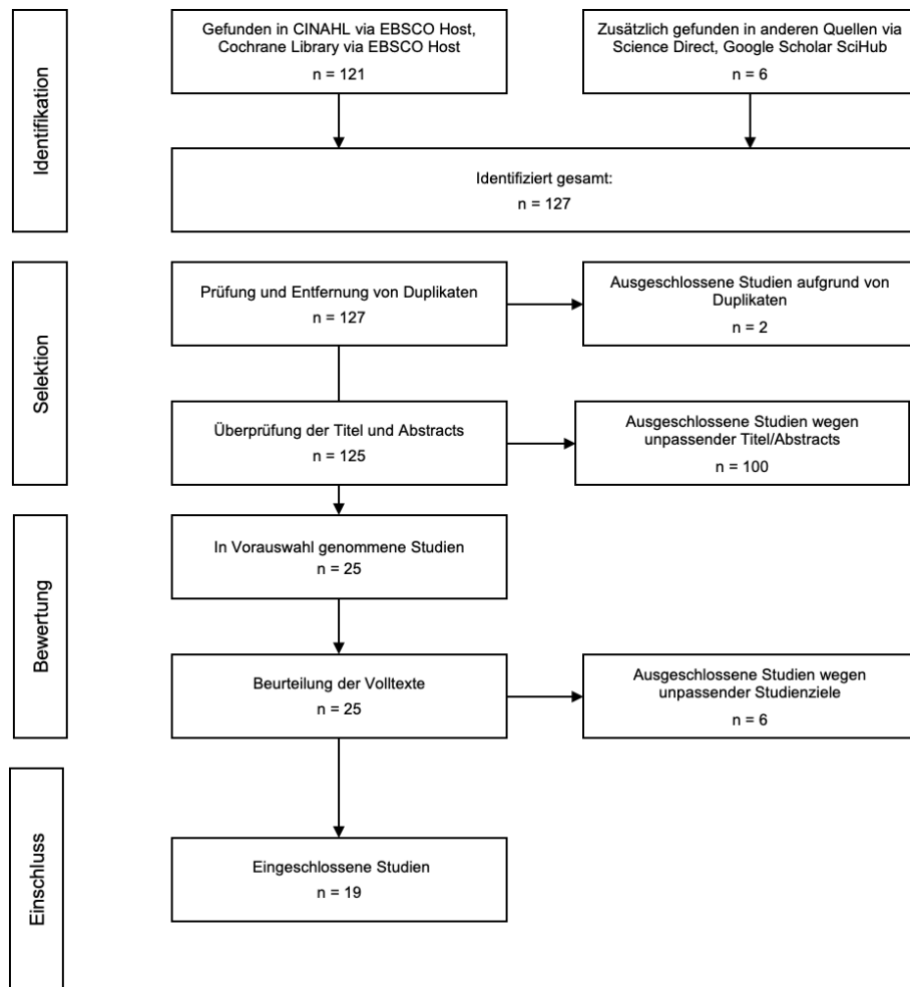 Identifikation
Gefunden in CINAHL via EBSCO Host,
Cochrane Library via EBSCO Host
n = 121
Zusätzlich gefunden in anderen Quellen via
Science Direct, Google Scholar SciHub
n = 6
Identifiziert gesamt:
n = 127
Selektion
Prüfung und Entfernung von Duplikaten
n = 127
Ausgeschlossene Studien aufgrund von
Duplikaten
n = 2
Überprüfung der Titel und Abstracts
n = 125
Ausgeschlossene Studien wegen
unpassender Titel/Abstracts
n = 100
Bewertung
In Vorauswahl genommene Studien
n = 25
Beurteilung der Volltexte
n = 25
Ausgeschlossene Studien wegen
unpassender Studienziele
n = 6
Einschluss
Eingeschlossene Studien
n = 19